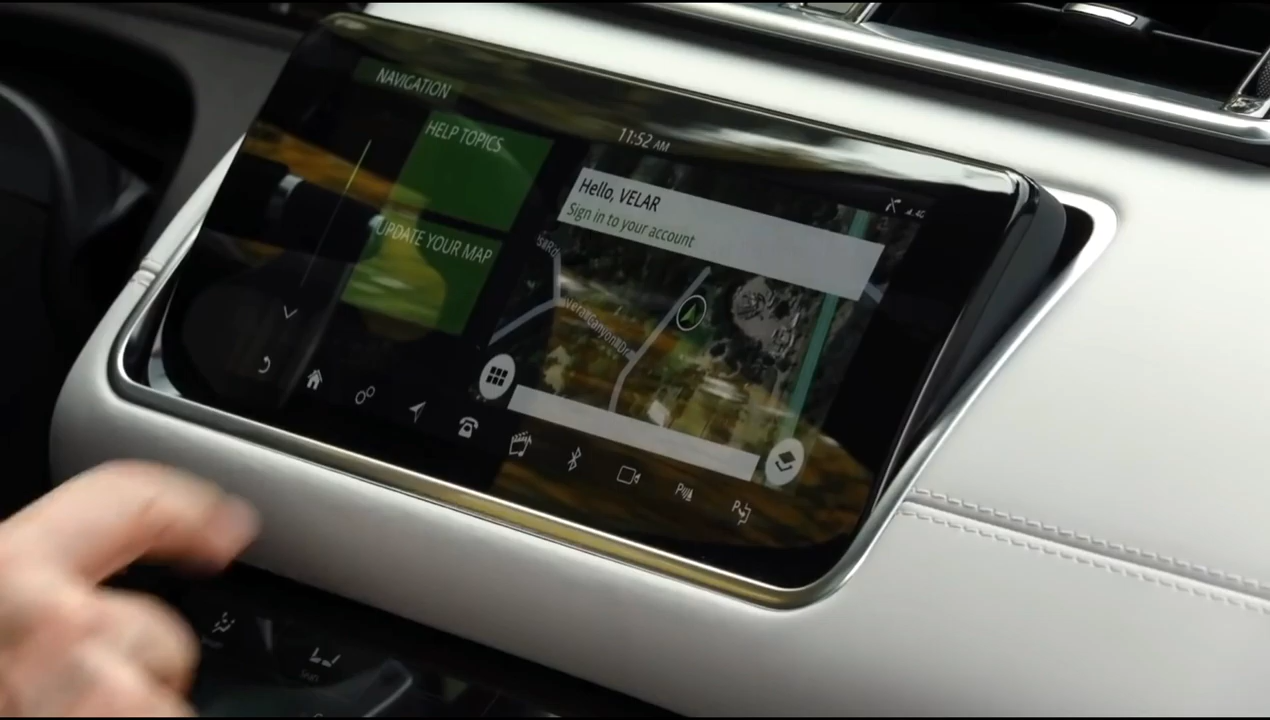 NAVIGATION
HELP TOPICS
UPDATE YOUR MAP
11:52 AM
Hello, VELAR
Sign in to your account